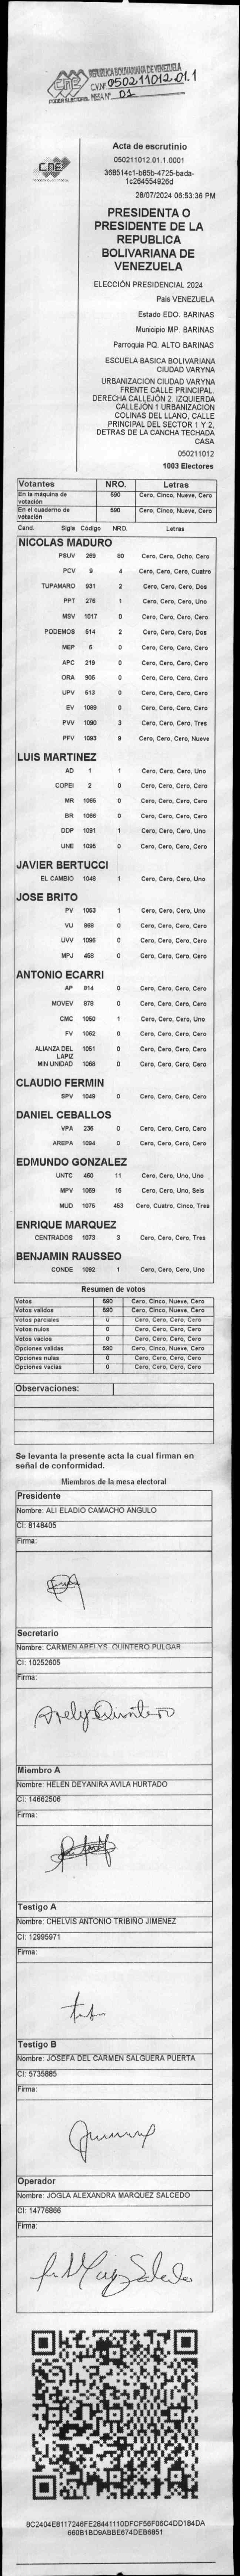 REPUBLICA BOLIVARIANA DE VENEZUELA
CVNº 050211012.01.1
PODER ELECTORAL MESA Nº 01
CNE
Acta de escrutinio
050211012.01.1.0001
368514c1-b85b-4725-bada-
1c264554926d
28/07/2024 06:53:36 PM
PRESIDENTA O
PRESIDENTE DE LA
REPUBLICA
BOLIVARIANA DE
VENEZUELA
ELECCIÓN PRESIDENCIAL 2024
País VENEZUELA
Estado EDO. BARINAS
Municipio MP. BARINAS
Parroquia PQ. ALTO BARINAS
ESCUELA BASICA BOLIVARIANA
CIUDAD VARYNA
URBANIZACION CIUDAD VARYNA
FRENTE CALLE PRINCIPAL.
DERECHA CALLEJÓN 2. IZQUIERDA
CALLEJÓN 1 URBANIZACION
COLINAS DEL LLANO, CALLE
PRINCIPAL DEL SECTOR 1 Y 2,
DETRAS DE LA CANCHA TECHADA
CASA
050211012
1003 Electores
Votantes NRO. Letras
En la máquina de votación 590 Cero, Cinco, Nueve, Cero
En el cuaderno de votación 590 Cero, Cinco, Nueve, Cero
Cand. Sigla Código NRO. Letras
NICOLAS MADURO
PSUV 269 80 Cero, Cero, Ocho, Cero
PCV 9 4 Cero, Cero, Cero, Cuatro
TUPAMARO 931 2 Cero, Cero, Cero, Dos
PPT 276 1 Cero, Cero, Cero, Uno
MSV 1017 0 Cero, Cero, Cero, Cero
PODEMOS 514 2 Cero, Cero, Cero, Dos
MEP 6 0 Cero, Cero, Cero, Cero
APC 219 0 Cero, Cero, Cero, Cero
ORA 906 0 Cero, Cero, Cero, Cero
UPV 513 0 Cero, Cero, Cero, Cero
EV 1089 0 Cero, Cero, Cero, Cero
PVV 1090 3 Cero, Cero, Cero, Tres
PFV 1093 9 Cero, Cero, Cero, Nueve
LUIS MARTINEZ
AD 1 1 Cero, Cero, Cero, Uno
COPEI 2 0 Cero, Cero, Cero, Cero
MR 1065 0 Cero, Cero, Cero, Cero
BR 1066 0 Cero, Cero, Cero, Cero
DDP 1091 1 Cero, Cero, Cero, Uno
UNE 1095 0 Cero, Cero, Cero, Cero
JAVIER BERTUCCI
EL CAMBIO 1048 1 Cero, Cero, Cero, Uno
JOSE BRITO
PV 1053 1 Cero, Cero, Cero, Uno
VU 868 0 Cero, Cero, Cero, Cero
UVV 1096 0 Cero, Cero, Cero, Cero
MPJ 458 0 Cero, Cero, Cero, Cero
ANTONIO ECARRI
AP 814 0 Cero, Cero, Cero, Cero
MOVEV 878 0 Cero, Cero, Cero, Cero
CMC 1050 1 Cero, Cero, Cero, Uno
FV 1062 0 Cero, Cero, Cero, Cero
ALIANZA DEL LAPIZ 1051 0 Cero, Cero, Cero, Cero
MIN UNIDAD 1068 0 Cero, Cero, Cero, Cero
CLAUDIO FERMIN
SPV 1049 0 Cero, Cero, Cero, Cero
DANIEL CEBALLOS
VPA 236 0 Cero, Cero, Cero, Cero
AREPA 1094 0 Cero, Cero, Cero, Cero
EDMUNDO GONZALEZ
UNTC 460 11 Cero, Cero, Uno, Uno
MPV 1069 16 Cero, Cero, Uno, Seis
MUD 1076 453 Cero, Cuatro, Cinco, Tres
ENRIQUE MARQUEZ
CENTRADOS 1073 3 Cero, Cero, Cero, Tres
BENJAMIN RAUSSEO
CONDE 1092 1 Cero, Cero, Cero, Uno
Resumen de votos
Votos 590 Cero, Cinco, Nueve, Cero
Votos validos 590 Cero, Cinco, Nueve, Cero
Votos parciales 0 Cero, Cero, Cero, Cero
Votos nulos 0 Cero, Cero, Cero, Cero
Votos vacios 0 Cero, Cero, Cero, Cero
Opciones validas 590 Cero, Cinco, Nueve, Cero
Opciones nulas 0 Cero, Cero, Cero, Cero
Opciones vacias 0 Cero, Cero, Cero, Cero
Observaciones:
Se levanta la presente acta la cual firman en
señal de conformidad.
Miembros de la mesa electoral
Presidente
Nombre: ALI ELADIO CAMACHO ANGULO
CI: 8148405
Firma:
Secretario
Nombre: CARMEN ARELYS QUINTERO PULGAR
CI: 10252605
Firma:
Arely Quintero
Miembro A
Nombre: HELEN DEYANIRA AVILA HURTADO
CI: 14662506
Firma:
Testigo A
Nombre: CHELVIS ANTONIO TRIBIÑO JIMENEZ
CI: 12995971
Firma:
Testigo B
Nombre: JOSEFA DEL CARMEN SALGUERA PUERTA
CI: 5735885
Firma:
Operador
Nombre: JOGLA ALEXANDRA MARQUEZ SALCEDO
CI: 14776866
Firma:
8C2404E8117246FE28441110DFCF56F06C4DD184DA
660B1BD9ABBE674DEB6851